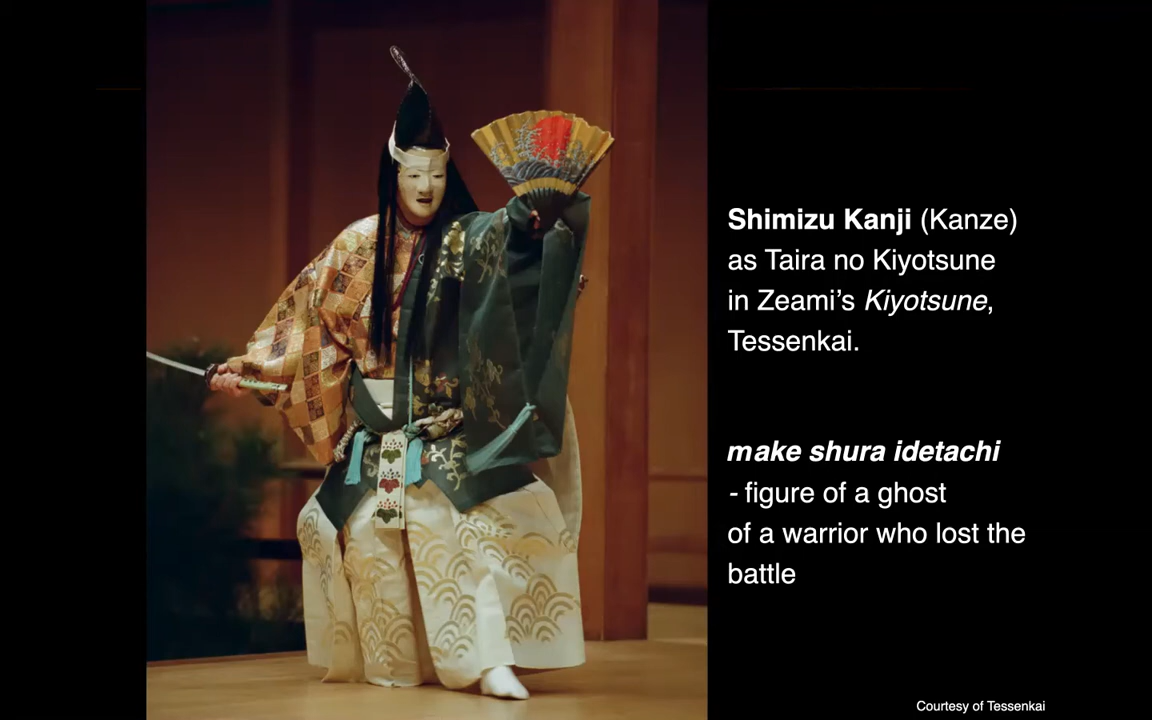 Shimizu Kanji (Kanze)
as Taira no Kiyotsune
in Zeami’s Kiyotsune,
Tessenkai.
make shura idetachi
- figure of a ghost
of a warrior who lost the
battle
Courtesy of Tessenkai